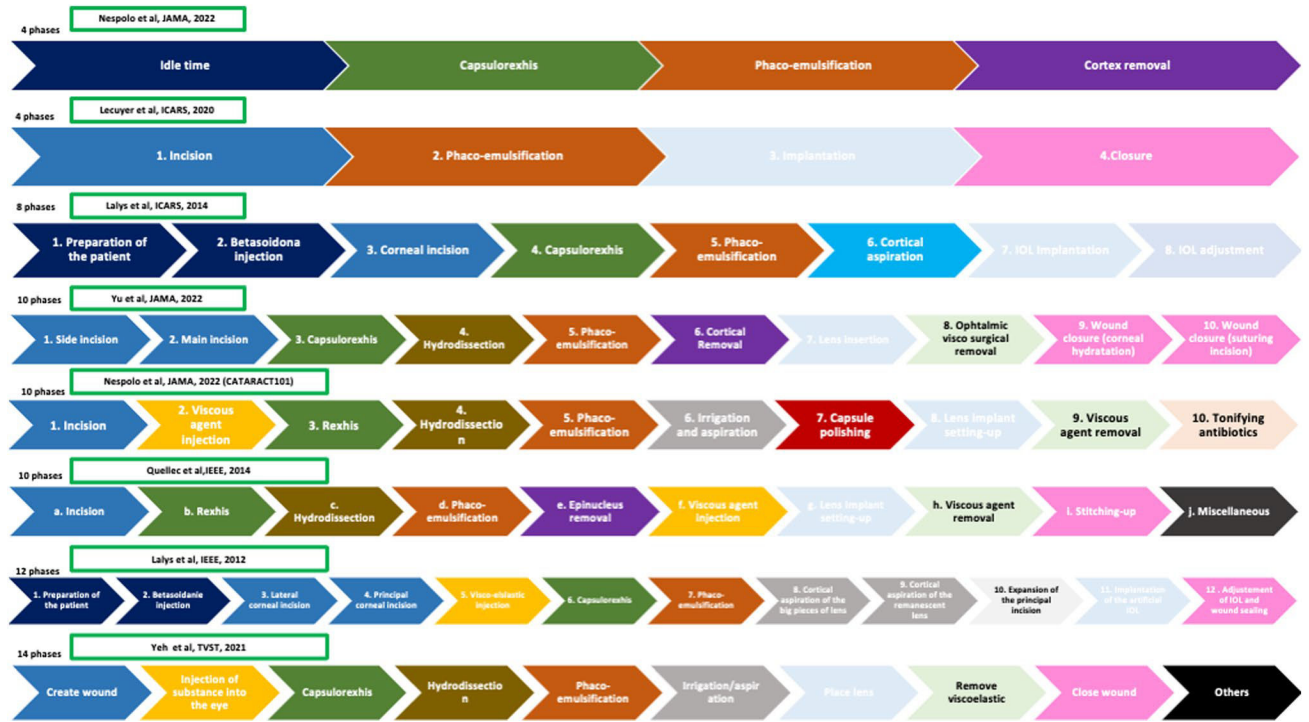 Nespolo et al, JAMA, 2022
4 phases
Idle time
Capsulorexhis
Phaco-emulsification
Cortex removal
Lecuyer et al, ICARS, 2020
4 phases
1. Incision
2. Phaco-emulsification
3. Implantation
4.Closure
Lalys et al, ICARS, 2014
8 phases
1. Preparation of
the patient
2. Betasoidona
injection
3. Corneal incision
4. Capsulorexhis
5. Phaco-
emulsification
6. Cortical
aspiration
7. IOL Implantation
8. IOL adjustment
Yu et al, JAMA, 2022
10 phases
1. Side incision
2. Main incision
3. Capsulorexhis
4.
Hydrodissection
5. Phaco-
emulsification
6. Cortical
Removal
7. Lens insertion
8. Ophtalmic
visco surgical
removal
9. Wound
closure (corneal
hydratation)
10. Wound
closure (suturing
incision)
Nespolo et al, JAMA, 2022 (CATARACT101)
10 phases
1. Incision
2. Viscous
agent
injection
3. Rexhis
4.
Hydrodissectio
n
5. Phaco-
emulsification
6. Irrigation
and aspiration
7. Capsule
polishing
8. Lens implant
setting-up
9. Viscous
agent removal
10. Tonifying
antibiotics
Quellec et al,IEEE, 2014
10 phases
a. Incision
b. Rexhis
c.
Hydrodissection
d. Phaco-
emulsification
e. Epinucleus
removal
f. Viscous agent
injection
g. Lens implant
setting-up
h. Viscous agent
removal
i. Stitching-up
j. Miscellaneous
Lalys et al, IEEE, 2012
12 phases
1. Preparation of
the patient
2. Betasoidanie
injection
3. Lateral
corneal incision
4. Principal
corneal incision
5. Visco-elblastic
injection
6. Capsulorexhis
7. Phaco-
emulsification
8. Cortical
aspiration of the
big pieces of lens
9. Cortical
aspiration of the
remanescent
lens
10. Expansion of
the principal
incision
11. Implantation
of the artificial
IOL
12 . Adjustement
of IOL and
wound sealing
Yeh et al, TVST, 2021
14 phases
Create wound
Injection of
substance into
the eye
Capsulorexhis
Hydrodissectio
n
Phaco-
emulsification
Irrigation/aspir
ation
Place lens
Remove
viscoelastic
Close wound
Others